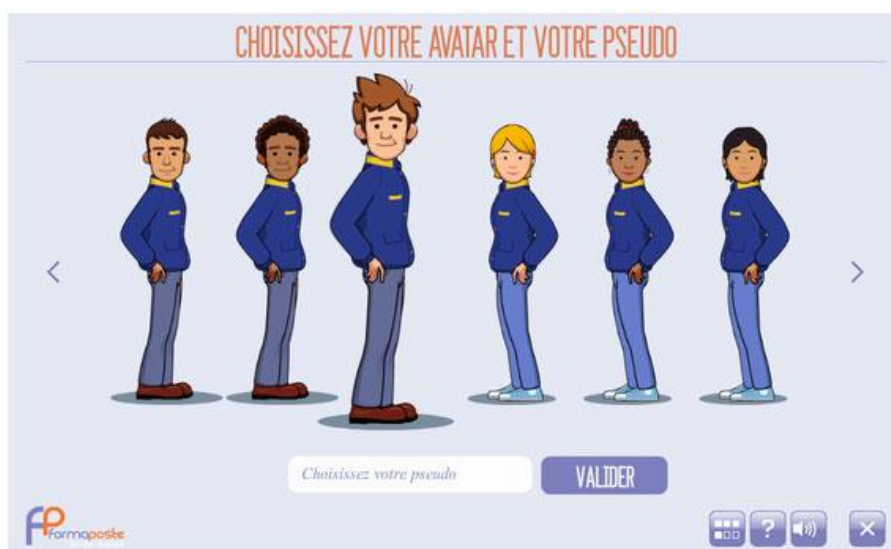 CHOISISSEZ VOTRE AVATAR ET VOTRE PSEUDO
Choisissez votre pseudo
VALIDER
FP
formaposte
?